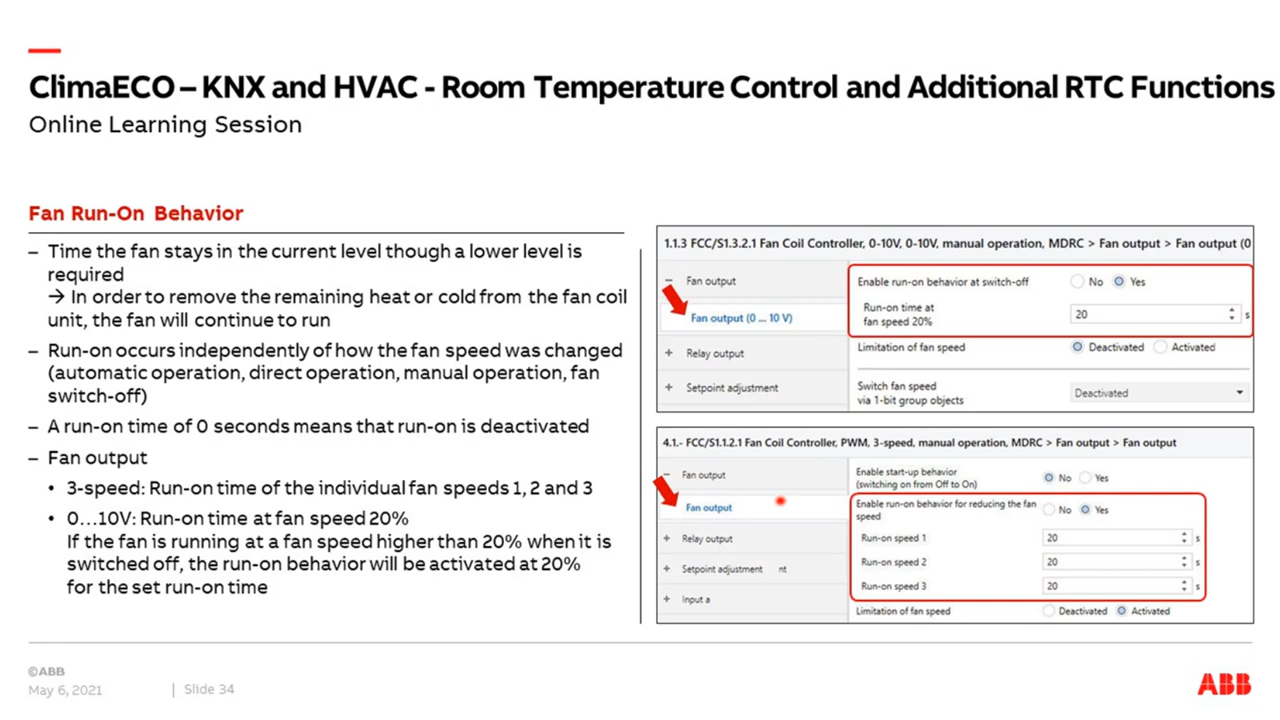 ClimaECO – KNX and HVAC - Room Temperature Control and Additional RTC Functions
Online Learning Session
Fan Run-On Behavior
– Time the fan stays in the current level though a lower level is
required
→ In order to remove the remaining heat or cold from the fan coil
unit, the fan will continue to run
– Run-on occurs independently of how the fan speed was changed
(automatic operation, direct operation, manual operation, fan
switch-off)
– A run-on time of 0 seconds means that run-on is deactivated
– Fan output
• 3-speed: Run-on time of the individual fan speeds 1, 2 and 3
• 0...10V: Run-on time at fan speed 20%
If the fan is running at a fan speed higher than 20% when it is
switched off, the run-on behavior will be activated at 20%
for the set run-on time
1.1.3 FCC/S1.3.2.1 Fan Coil Controller, 0-10V, 0-10V, manual operation, MDRC > Fan output > Fan output (0
– Fan output
Fan output (0 ... 10 V)
+ Relay output
+ Setpoint adjustment
Enable run-on behavior at switch-off No Yes
Run-on time at
fan speed 20%
20 s
Limitation of fan speed Deactivated Activated
Switch fan speed
via 1-bit group objects
Deactivated
4.1.- FCC/S1.1.2.1 Fan Coil Controller, PWM, 3-speed, manual operation, MDRC > Fan output > Fan output
– Fan output
Fan output
+ Relay output
+ Setpoint adjustment nt
+ Input a
Enable start-up behavior
(switching on from Off to On)
No Yes
Enable run-on behavior for reducing the fan
speed
No Yes
Run-on speed 1 20 s
Run-on speed 2 20 s
Run-on speed 3 20 s
Limitation of fan speed Deactivated Activated
©ABB
May 6, 2021 | Slide 34
ABB